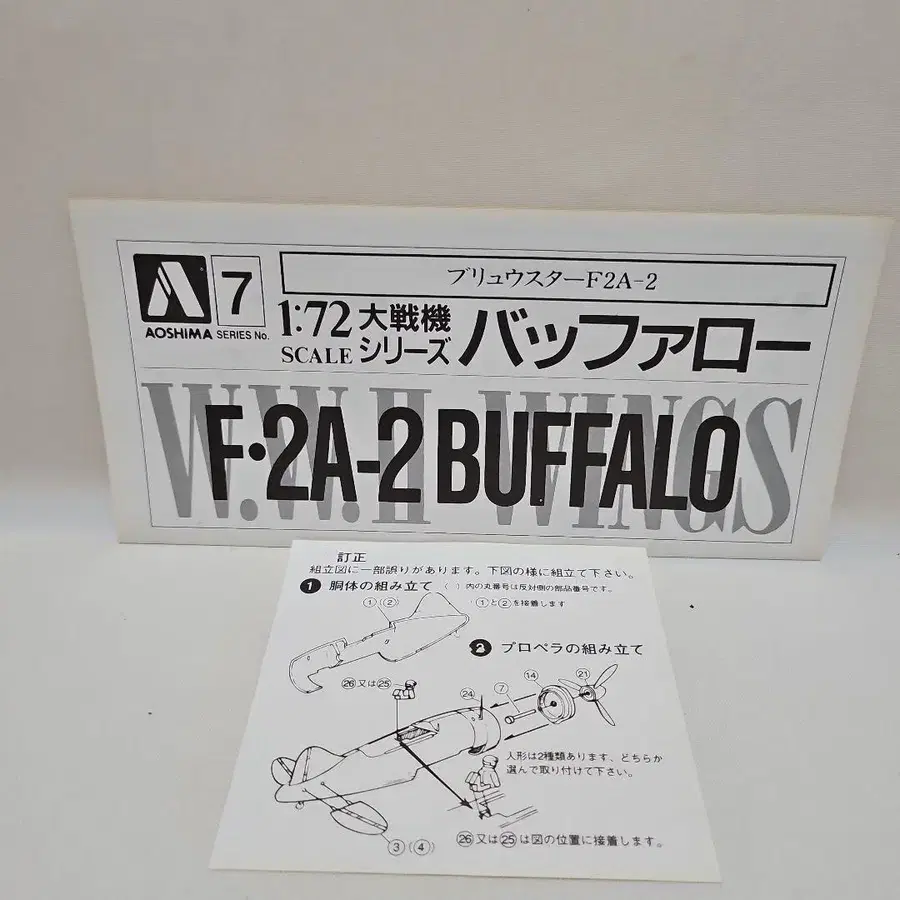 ブリュウスターF2A-2
AOSHIMA
7
SERIES No.
1:72
SCALE
大戦機
シリーズ
バッファロー
W.W.II WINGS
F・2A-2 BUFFALO
訂正
組立図に一部誤りがあります。下図の様に組立て下さい。
❶ 胴体の組み立て ( )内の丸番号は反対側の部品番号です。
①(②)
・①と②を接着します
❷ プロペラの組み立て
㉖又は㉕
㉔
⑦
⑭
㉑
人形は2種類あります、どちらか
選んで取り付けて下さい。
③(④)
㉖又は㉕は図の位置に接着します。